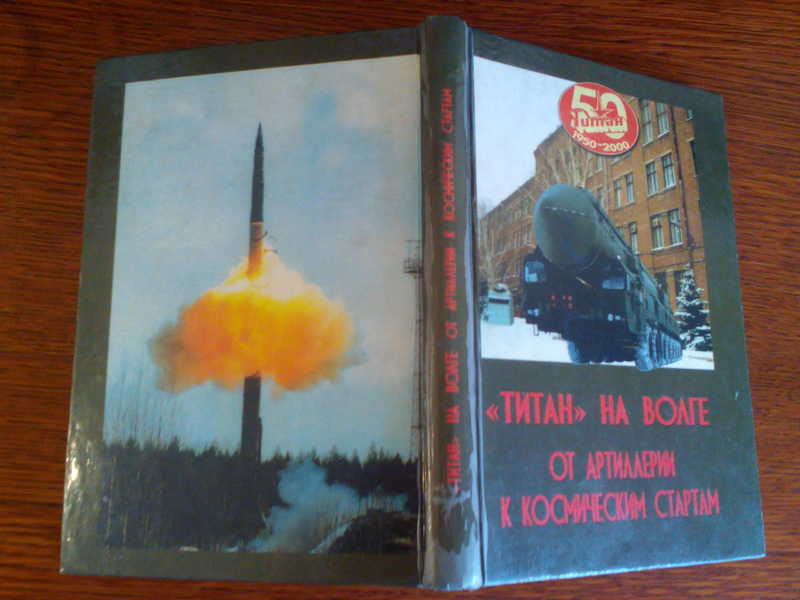 «ТИТАН» НА ВОЛГЕ ОТ АРТИЛЛЕРИИ К КОСМИЧЕСКИМ СТАРТАМ
50
Титан
1950-2000
«ТИТАН» НА ВОЛГЕ
ОТ АРТИЛЛЕРИИ
К КОСМИЧЕСКИМ СТАРТАМ